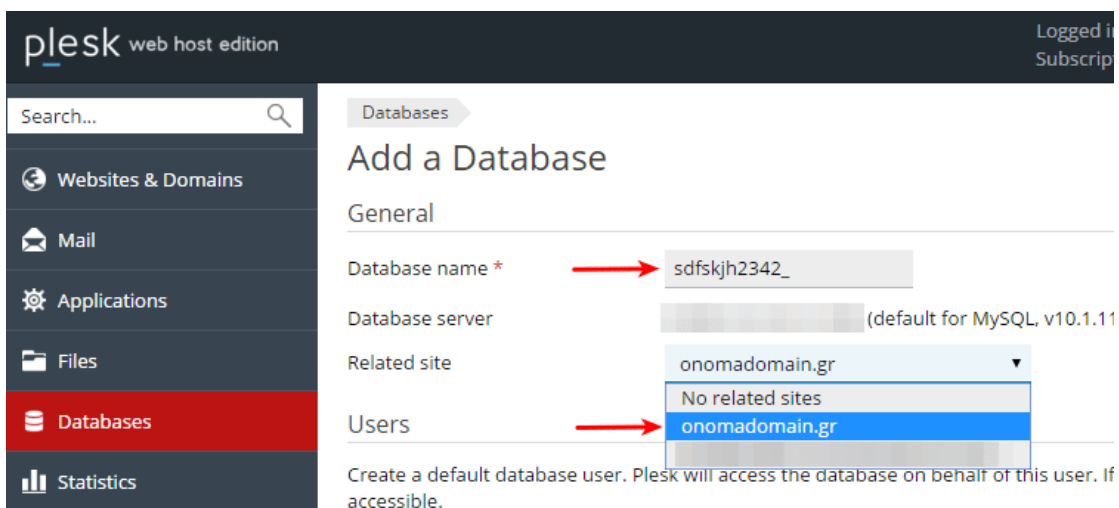 plesk web host edition
Logged in
Subscrip
Search...
Websites & Domains
Mail
Applications
Files
Databases
Statistics
Databases
Add a Database
General
Database name *
sdfskjh2342_
Database server
(default for MySQL, v10.1.11
Related site
onomadomain.gr
No related sites
onomadomain.gr
Users
Create a default database user. Plesk will access the database on behalf of this user. If
accessible.